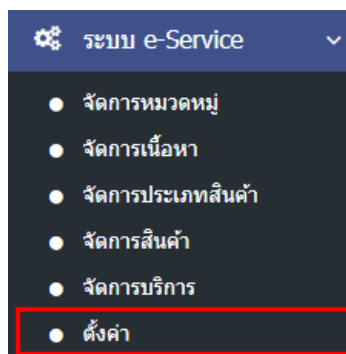 ระบบ e-Service
จัดการหมวดหมู่
จัดการเนื้อหา
จัดการประเภทสินค้า
จัดการสินค้า
จัดการบริการ
ตั้งค่า